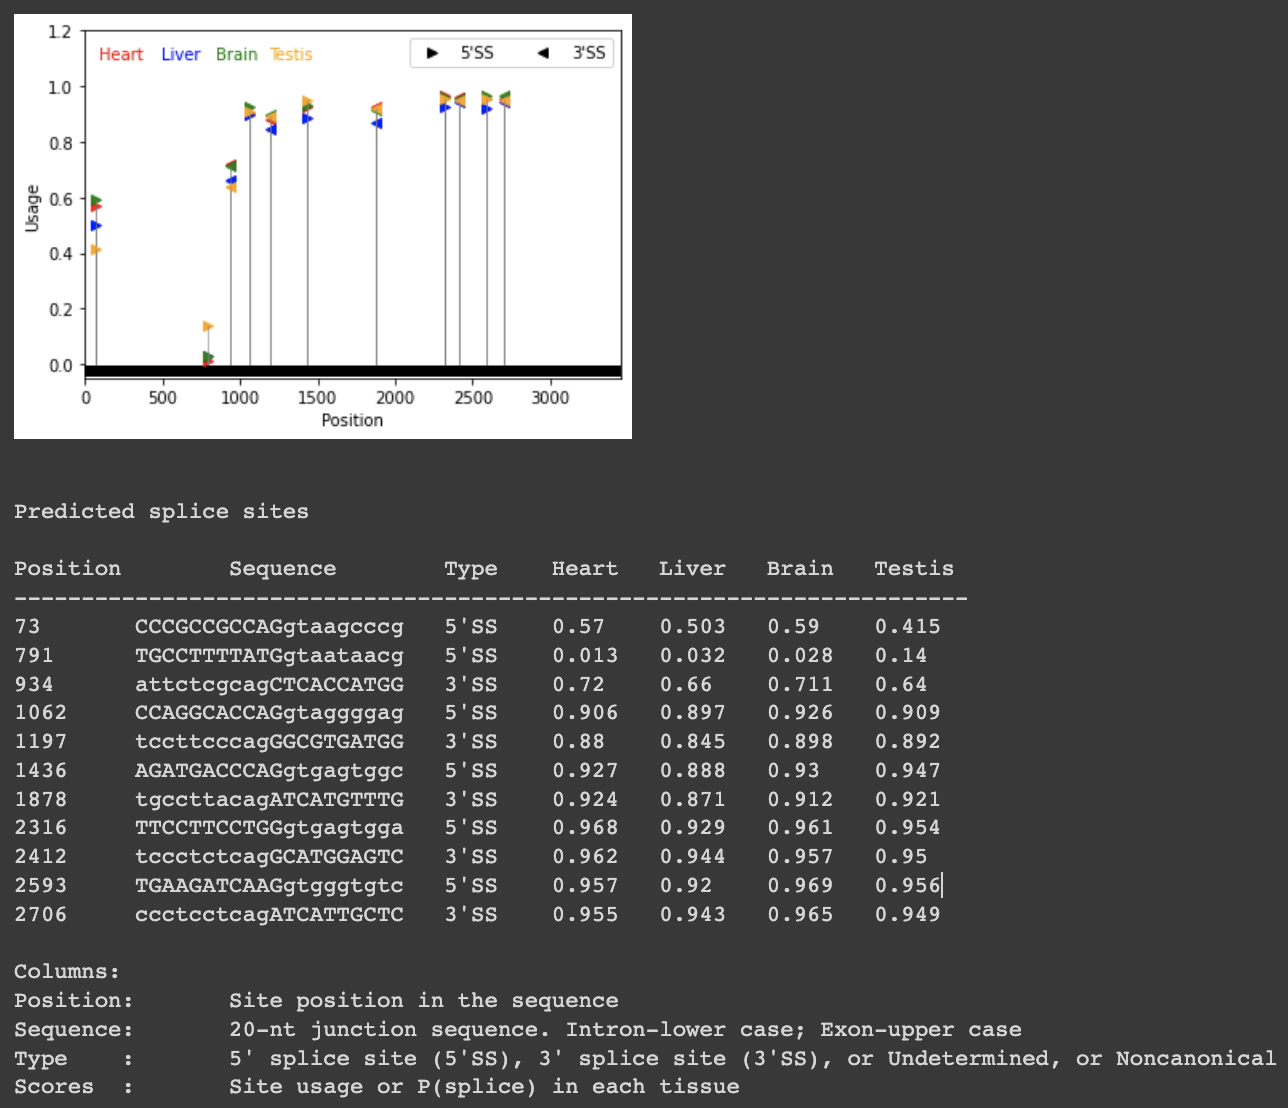 1.2
Heart Liver Brain Testis 5'SS 3'SS
1.0
0.8
0.6
0.4
0.2
0.0
Usage
0 500 1000 1500 2000 2500 3000
Position
Predicted splice sites
Position Sequence Type Heart Liver Brain Testis
-----------------------------------------------------------------------
73 CCCGCCGCCAGgtaagcccg 5'SS 0.57 0.503 0.59 0.415
791 TGCCTTTTATGgtaataacg 5'SS 0.013 0.032 0.028 0.14
934 attctcgcagCTCACCATGG 3'SS 0.72 0.66 0.711 0.64
1062 CCAGGCACCAGgtaggggag 5'SS 0.906 0.897 0.926 0.909
1197 tccttcccagGGCGTGATGG 3'SS 0.88 0.845 0.898 0.892
1436 AGATGACCCAGgtgagtggc 5'SS 0.927 0.888 0.93 0.947
1878 tgccttacagATCATGTTTG 3'SS 0.924 0.871 0.912 0.921
2316 TTCCTTCCTGGgtgagtgga 5'SS 0.968 0.929 0.961 0.954
2412 tccctctcagGCATGGAGTC 3'SS 0.962 0.944 0.957 0.95
2593 TGAAGATCAAGgtgggtgtc 5'SS 0.957 0.92 0.969 0.956
2706 ccctcctcagATCATTGCTC 3'SS 0.955 0.943 0.965 0.949
Columns:
Position: Site position in the sequence
Sequence: 20-nt junction sequence. Intron-lower case; Exon-upper case
Type : 5' splice site (5'SS), 3' splice site (3'SS), or Undetermined, or Noncanonical
Scores : Site usage or P(splice) in each tissue